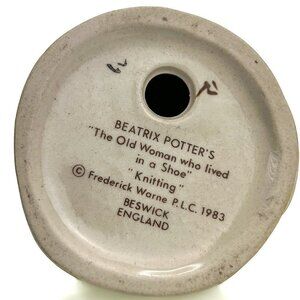 BEATRIX POTTER'S
"The Old Woman who lived
in a Shoe"
"Knitting"
© Frederick Warne P.L.C. 1983
BESWICK
ENGLAND